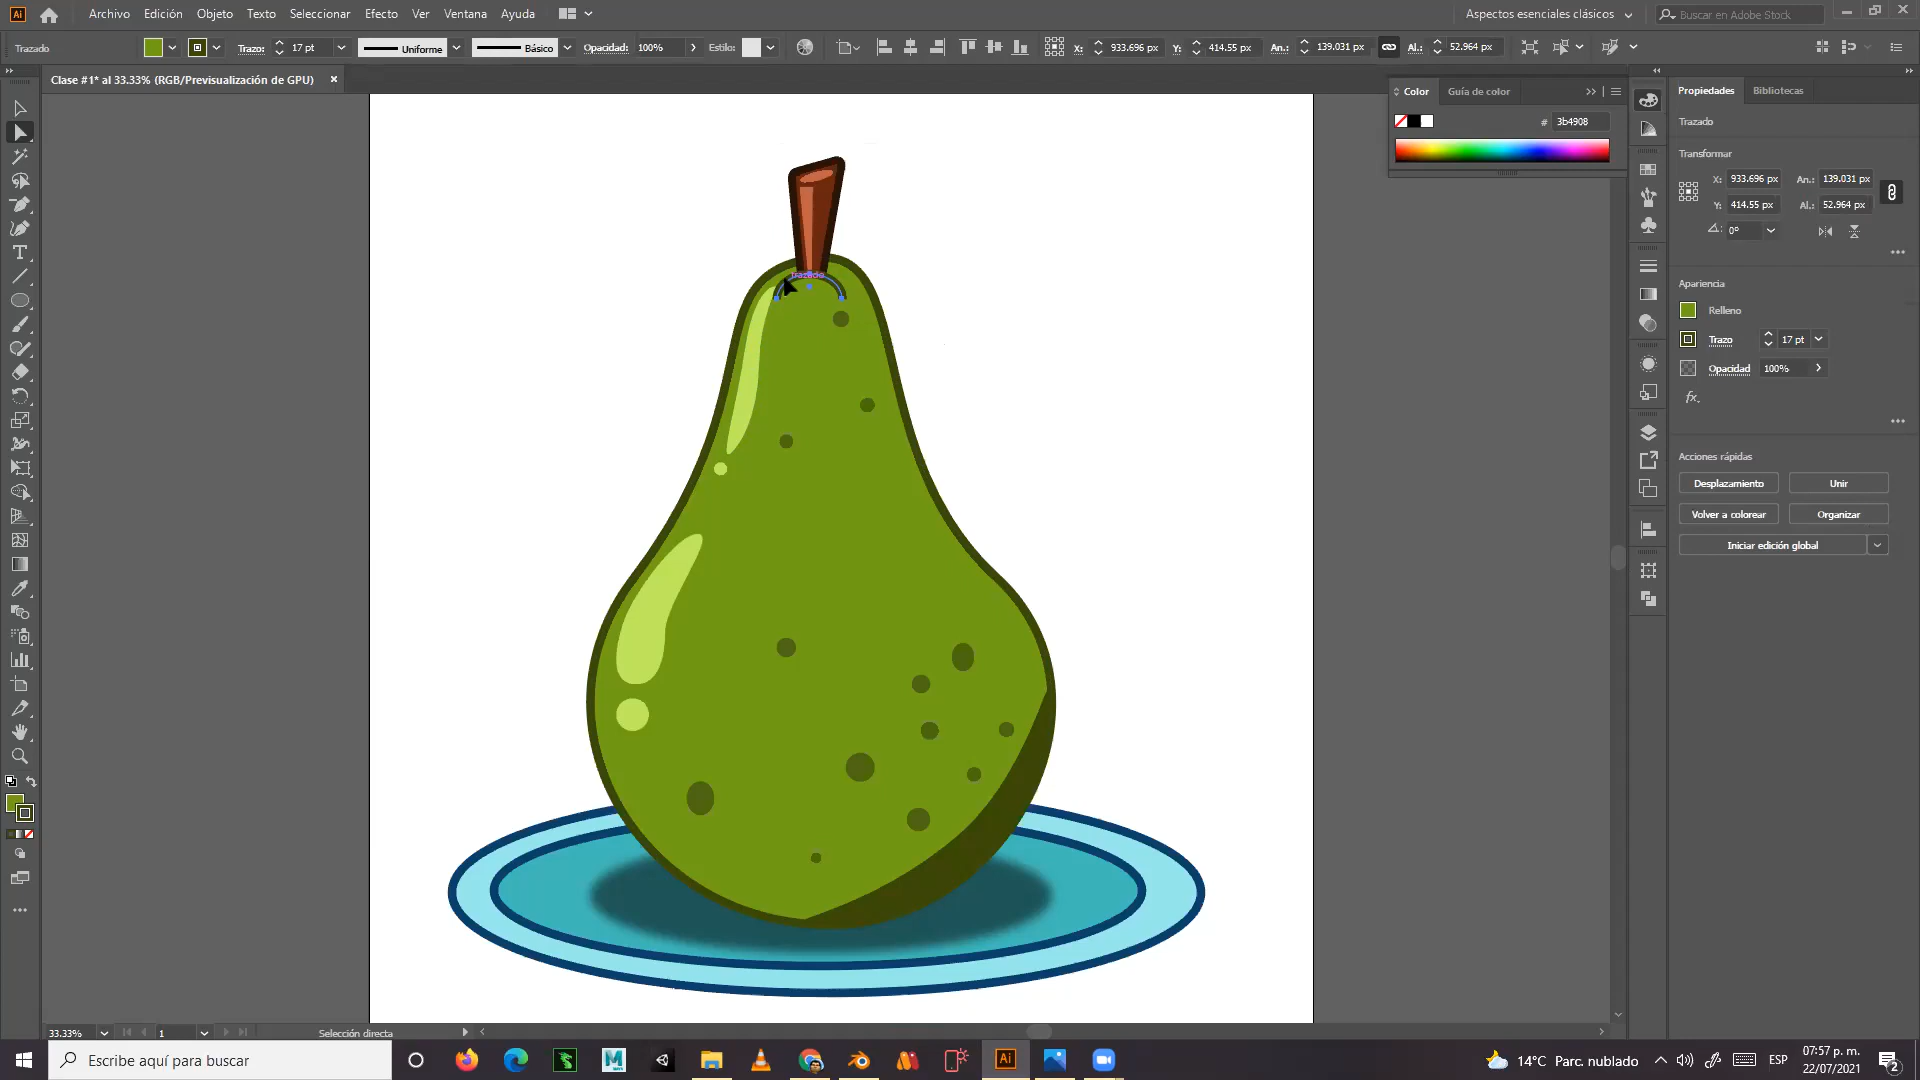 Ai Archivo Edición Objeto Texto Seleccionar Efecto Ver Ventana Ayuda Aspectos esenciales clásicos Buscar en Adobe Stock
Trazado Trazo: 17 pt Uniforme Básico Opacidad: 100% Estilo: X: 933.696 px Y: 414.55 px An.: 139.031 px Al.: 52.964 px
Clase #1* al 33.33% (RGB/Previsualización de GPU)
Color Guía de color
# 3b4908
Propiedades Bibliotecas
Trazado
Transformar
X: 933.696 px An.: 139.031 px
Y: 414.55 px Al.: 52.964 px
0°
Apariencia
Relleno
Trazo 17 pt
Opacidad 100%
fx.
Acciones rápidas
Desplazamiento Unir
Volver a colorear Organizar
Iniciar edición global
Trazado
33.33% 1 Selección directa
Escribe aquí para buscar
Ai
14°C Parc. nublado
ESP
07:57 p. m.
22/07/2021
2